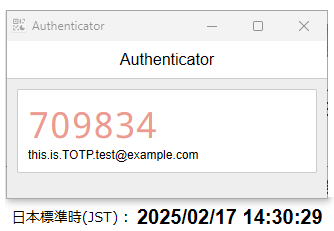 Authenticator
Authenticator
709834
this.is.TOTP.test@example.com
日本標準時(JST)： 2025/02/17 14:30:29